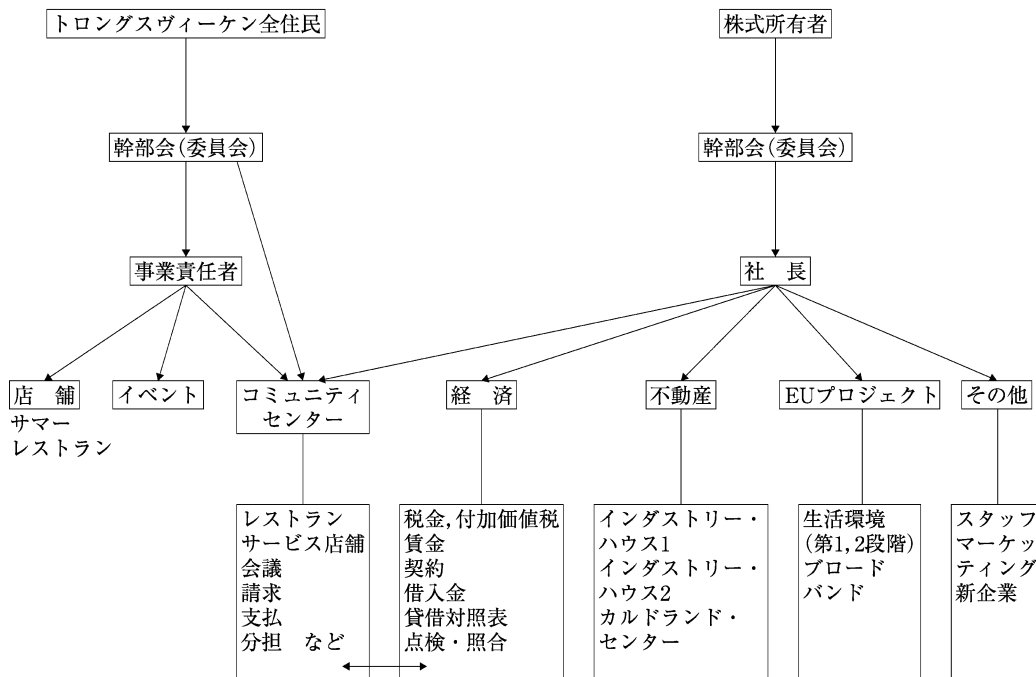 トロングスヴィーケン全住民
株式所有者
幹部会(委員会)
幹部会(委員会)
事業責任者
社　長
店　舗
サマー
レストラン
イベント
コミュニティ
センター
経　済
不動産
EUプロジェクト
その他
レストラン
サービス店舗
会議
請求
支払
分担　など
税金,付加価値税
賃金
契約
借入金
貸借対照表
点検・照合
インダストリー・
ハウス1
インダストリー・
ハウス2
カルドランド・
センター
生活環境
(第1,2段階)
ブロード
バンド
スタッフ
マーケッ
ティング
新企業